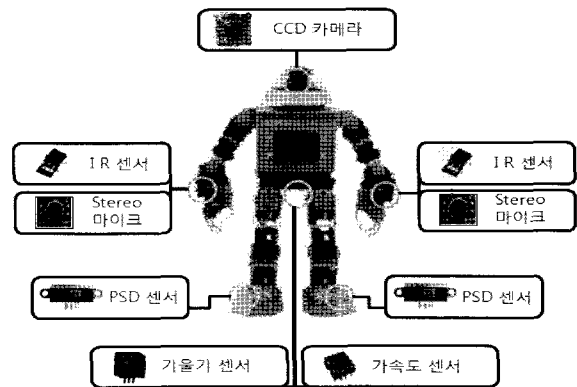 CCD 카메라
IR 센서
Stereo
마이크
IR 센서
Stereo
마이크
PSD 센서
PSD 센서
기울기 센서
가속도 센서